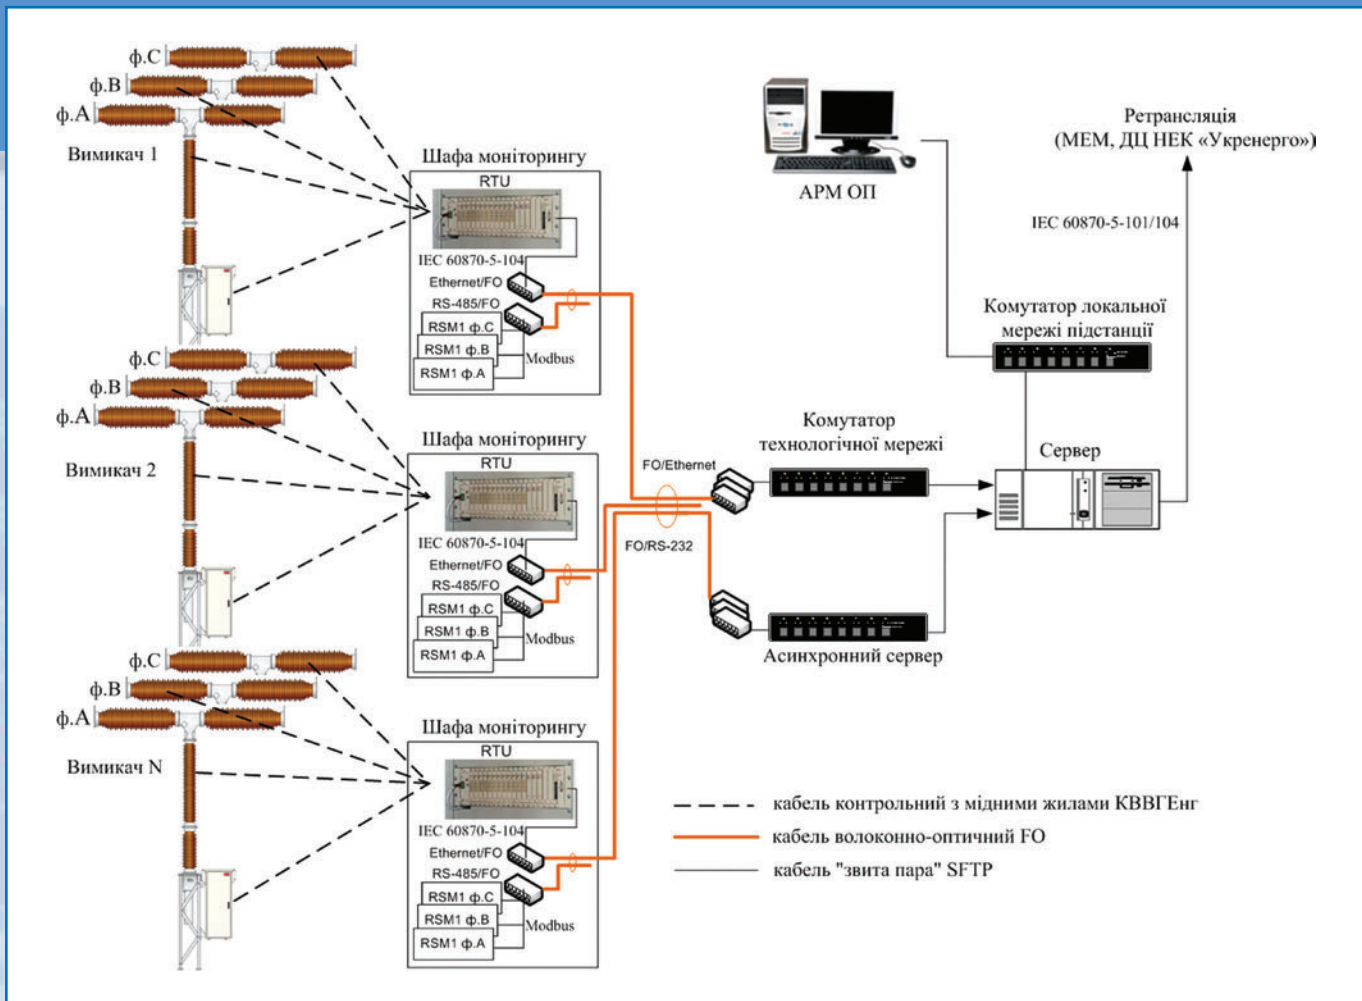 ф.C
ф.B
ф.A
Вимикач 1
Шафа моніторингу
RTU
IEC 60870-5-104
Ethernet/FO
RS-485/FO
RSM1 ф.C
RSM1 ф.B
RSM1 ф.A
Modbus
ф.C
ф.B
ф.A
Вимикач 2
Шафа моніторингу
RTU
IEC 60870-5-104
Ethernet/FO
RS-485/FO
RSM1 ф.C
RSM1 ф.B
RSM1 ф.A
Modbus
ф.C
ф.B
ф.A
Вимикач N
Шафа моніторингу
RTU
IEC 60870-5-104
Ethernet/FO
RS-485/FO
RSM1 ф.C
RSM1 ф.B
RSM1 ф.A
Modbus
FO/Ethernet
FO/RS-232
АРМ ОП
Ретрансляція
(МЕМ, ДЦ НЕК «Укренерго»)
IEC 60870-5-101/104
Комутатор локальної
мережі підстанції
Комутатор
технологічної мережі
Сервер
Асинхронний сервер
кабель контрольний з мідними жилами КВВГЕнг
кабель волоконно-оптичний FO
кабель "звита пара" SFTP